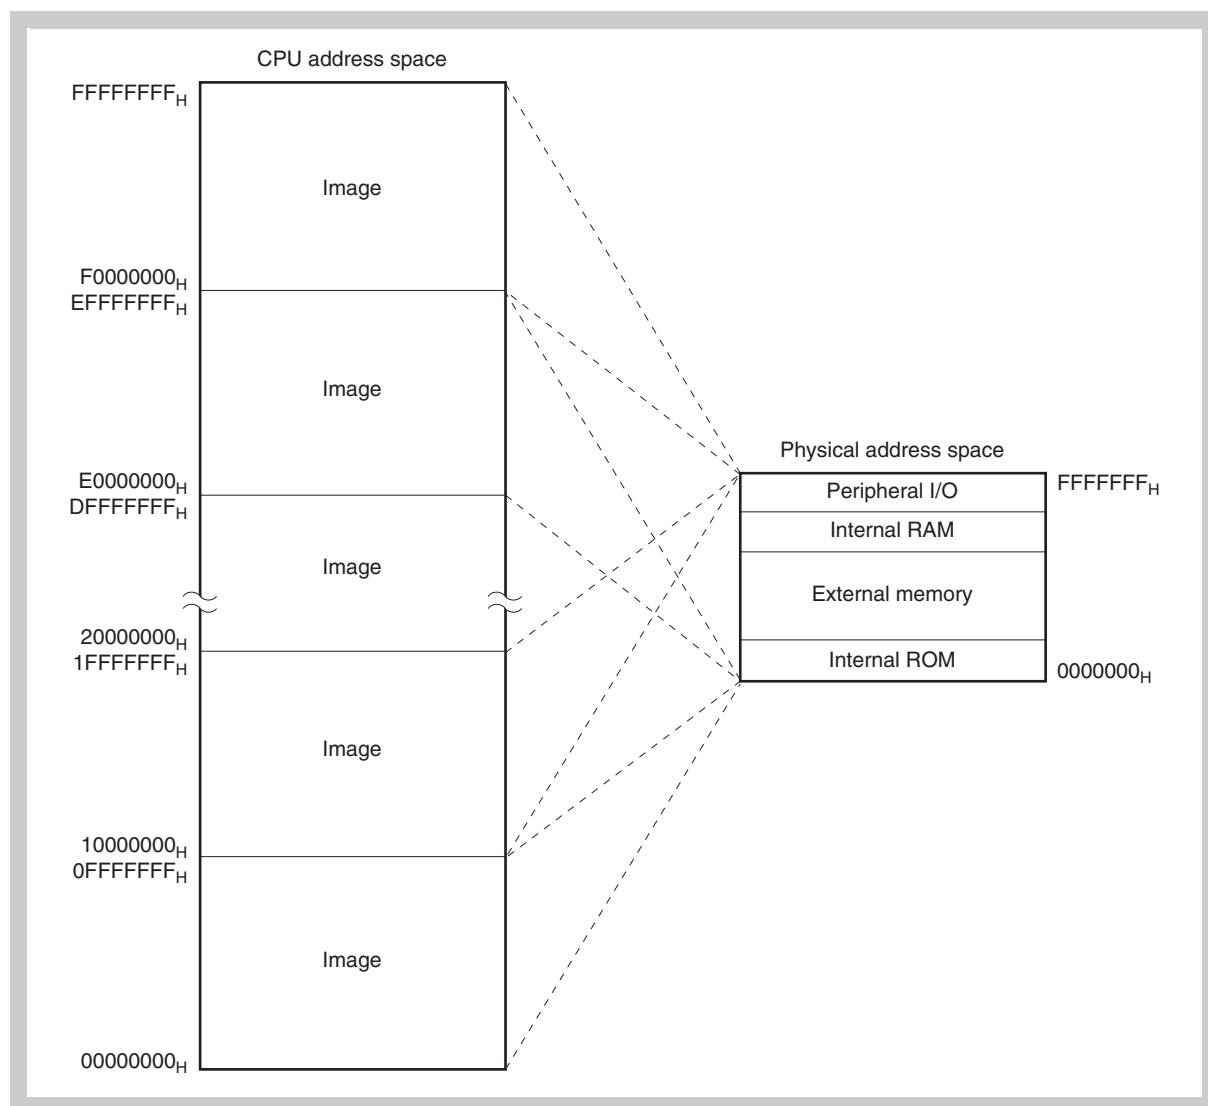 CPU address space
FFFFFFFFH
Image
F0000000H
EFFFFFFFH
Image
E0000000H
DFFFFFFFH
Image
20000000H
1FFFFFFFH
Image
10000000H
0FFFFFFFH
Image
00000000H
Physical address space
Peripheral I/O
FFFFFFFH
Internal RAM
External memory
Internal ROM
0000000H